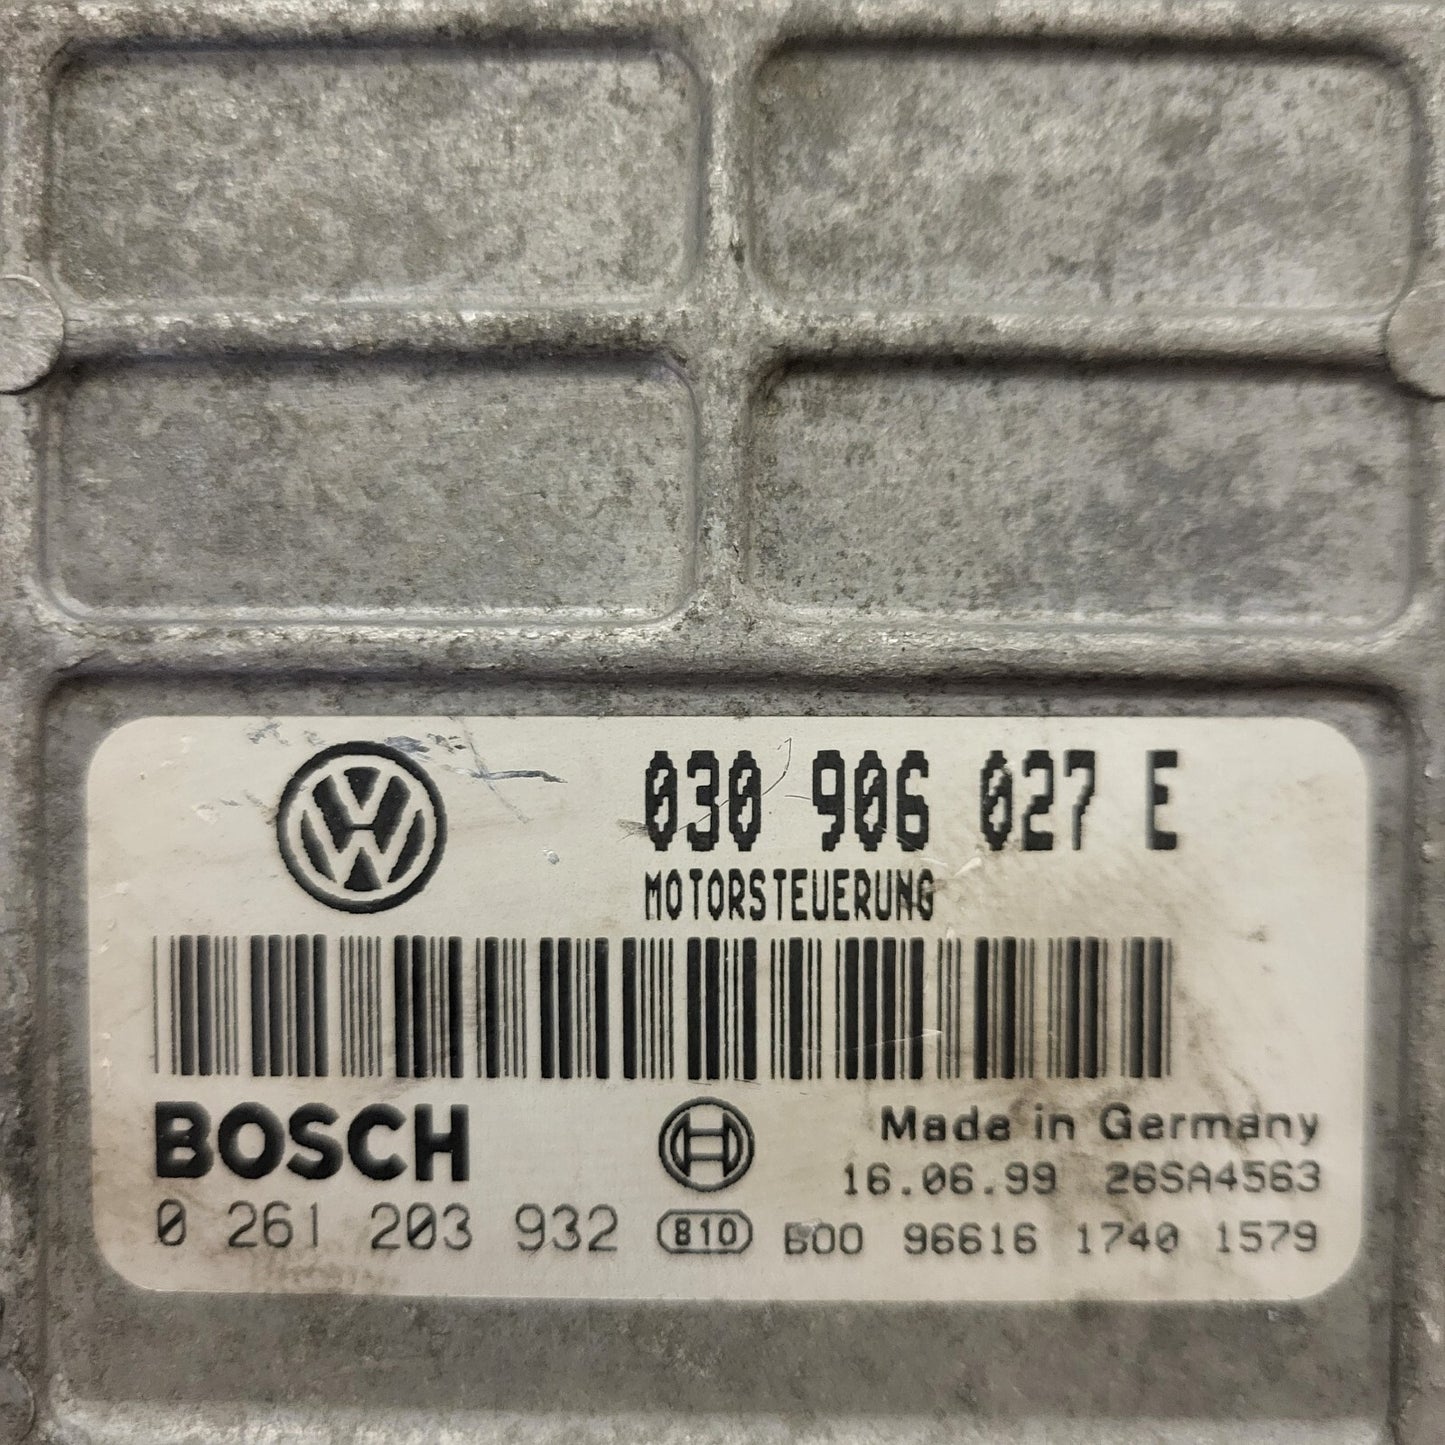 030 906 027 E
MOTORSTEUERUNG
BOSCH
Made in Germany
16.06.99 26SA4563
0 261 203 932 810 600 96616 1740 1579